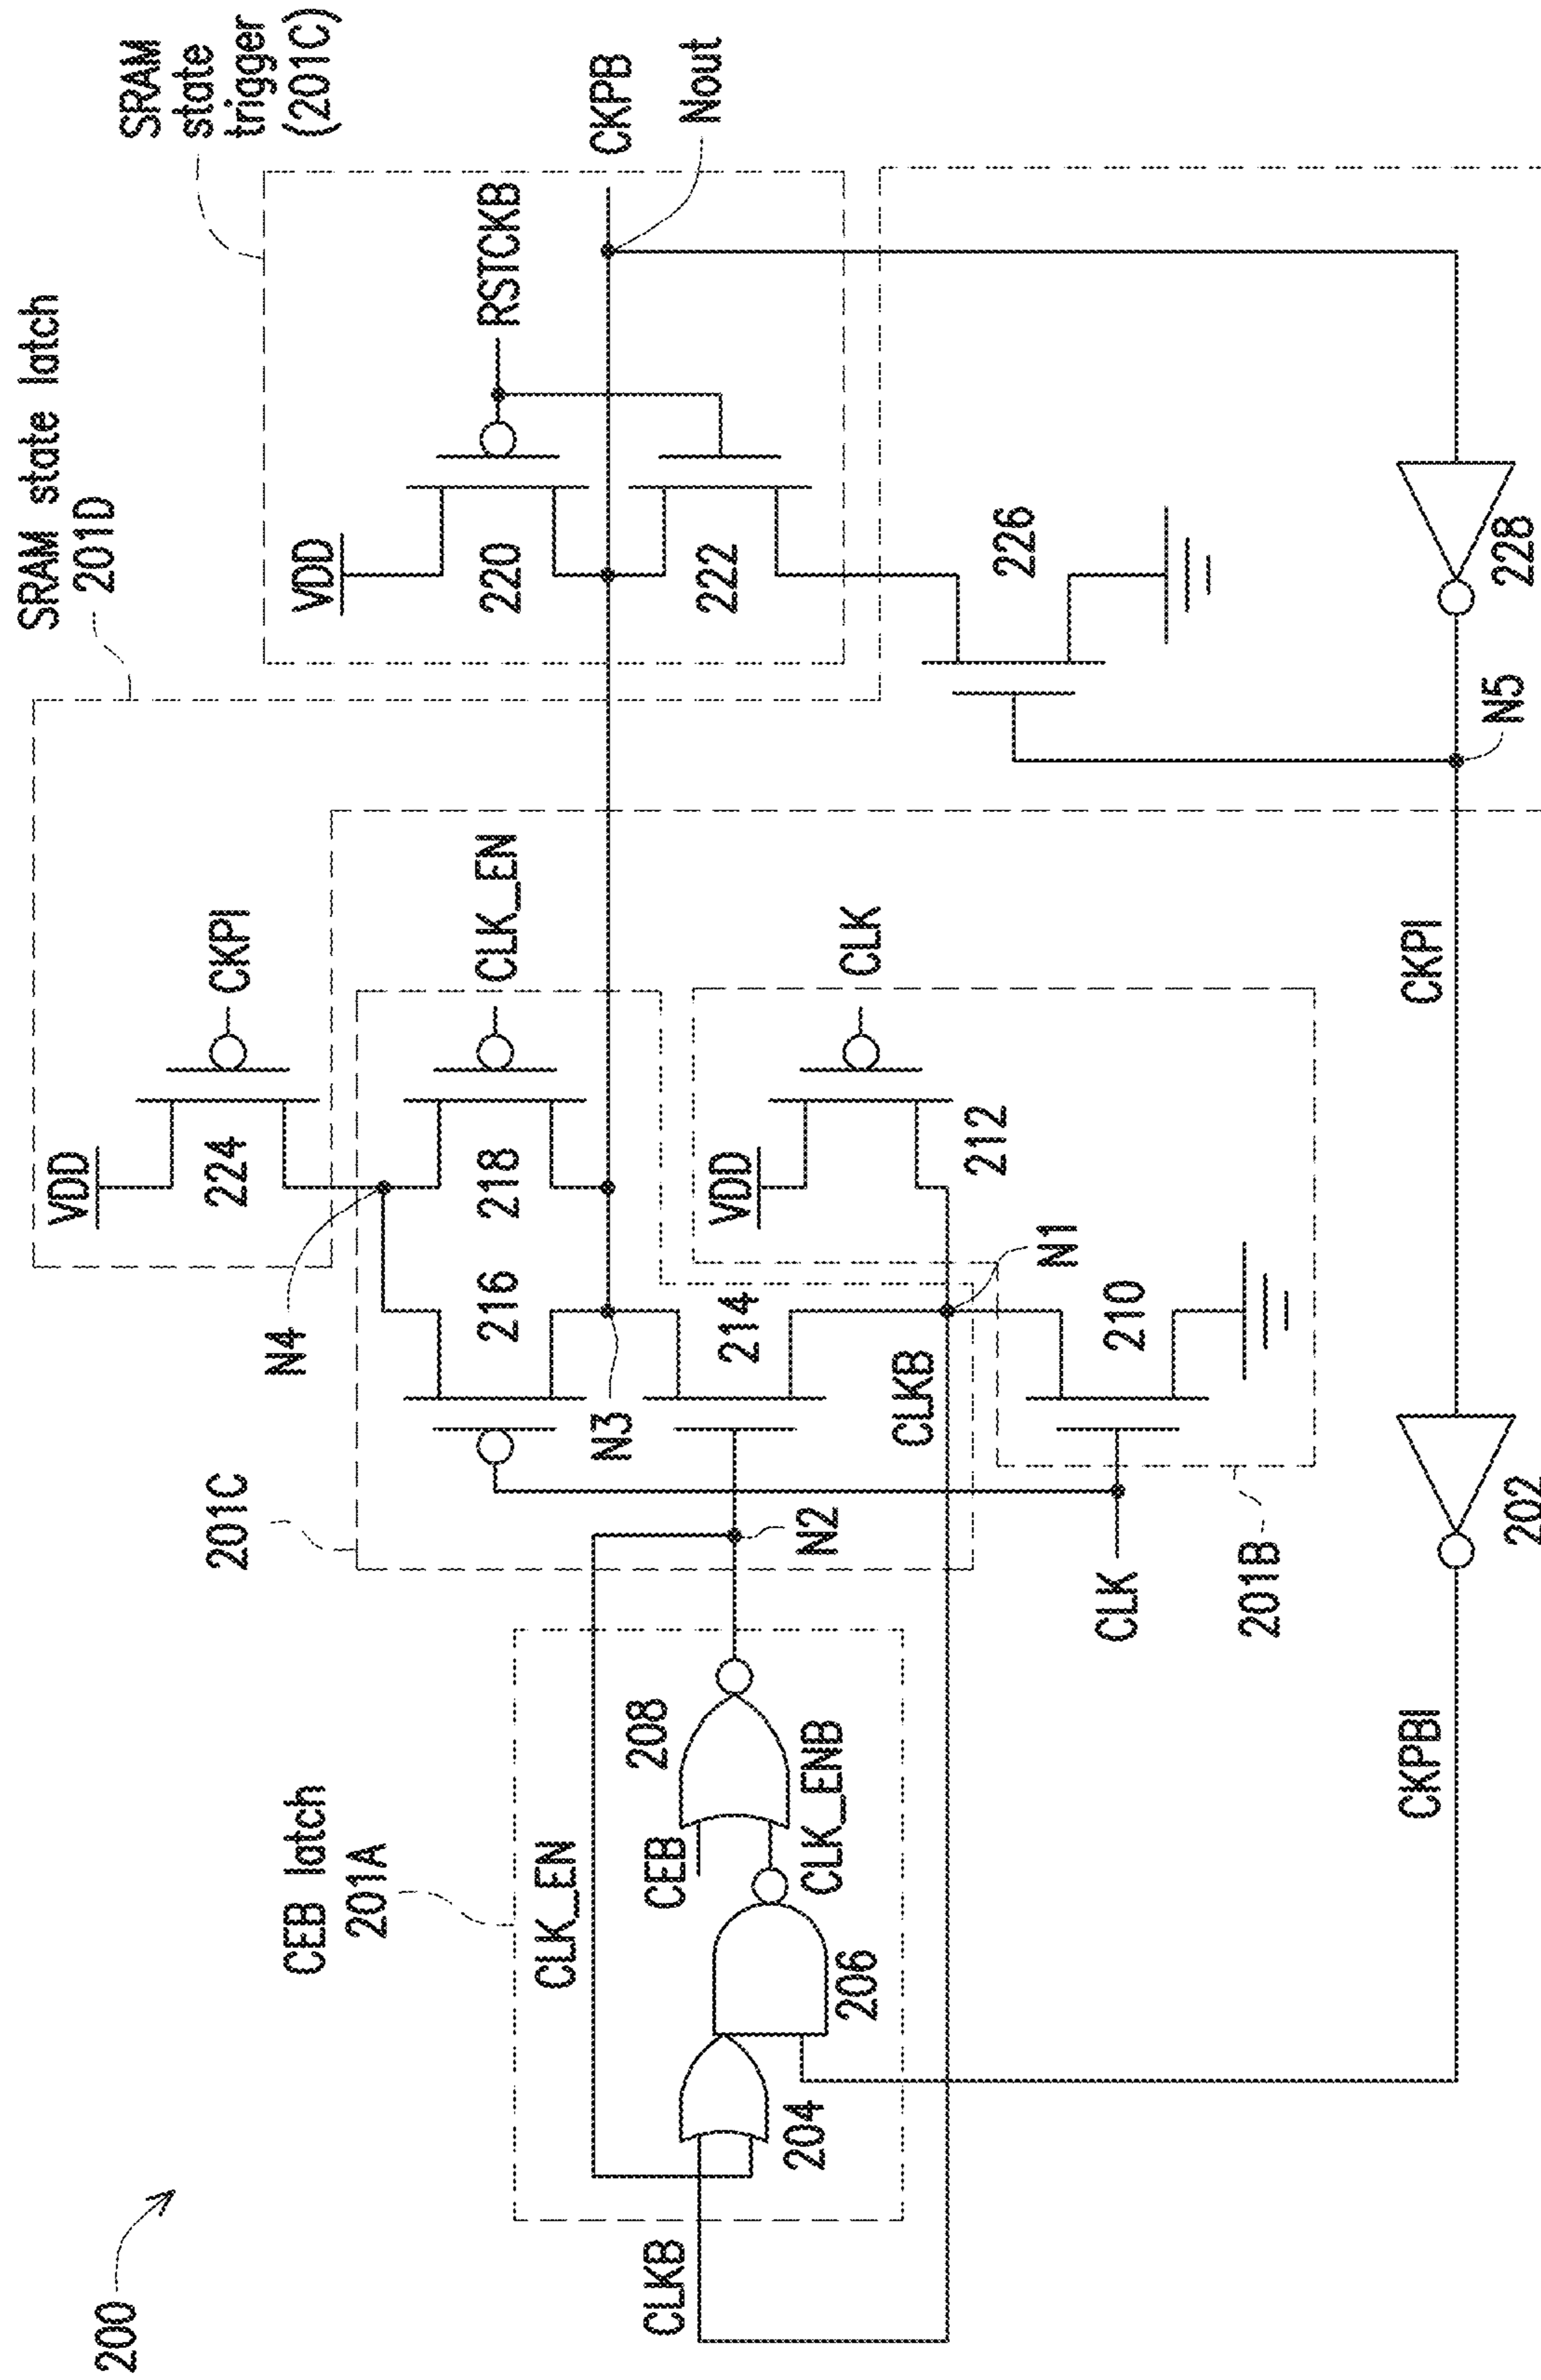 200
SRAM state latch
201D
SRAM
state
trigger
(201C)
CEB latch
201A
201C
N4
VDD
224
CKPI
VDD
220
RSTCKB
CKPB
Nout
216
218
CLK_EN
N3
222
CLK_EN
208
CEB
CLK_ENB
204
206
CLKB
N2
214
CLKB
VDD
212
CLK
N1
226
CLK
210
201B
CKPBI
202
CKPI
N5
228